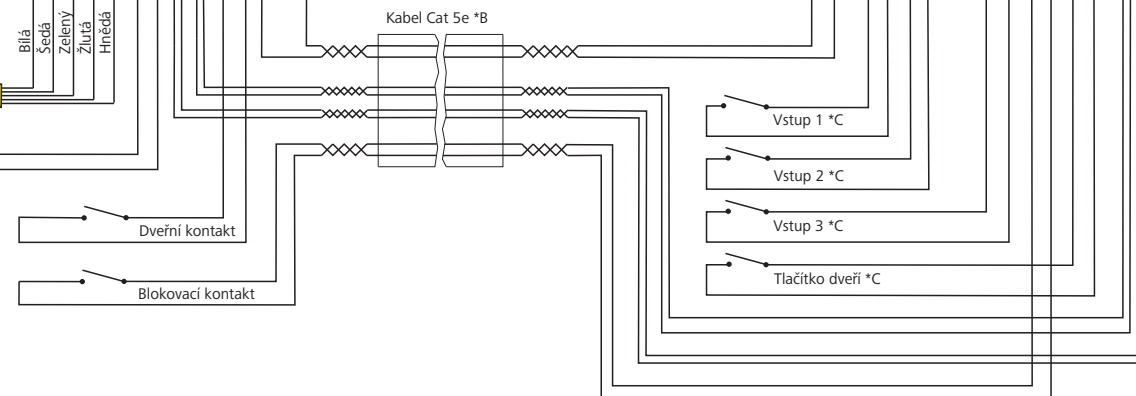 Kabel Cat 5e *B
Bílá
Šedá
Zelený
Žlutá
Hnědá
Vstup 1 *C
Vstup 2 *C
Vstup 3 *C
Dveřní kontakt
Tlačítko dveří *C
Blokovací kontakt